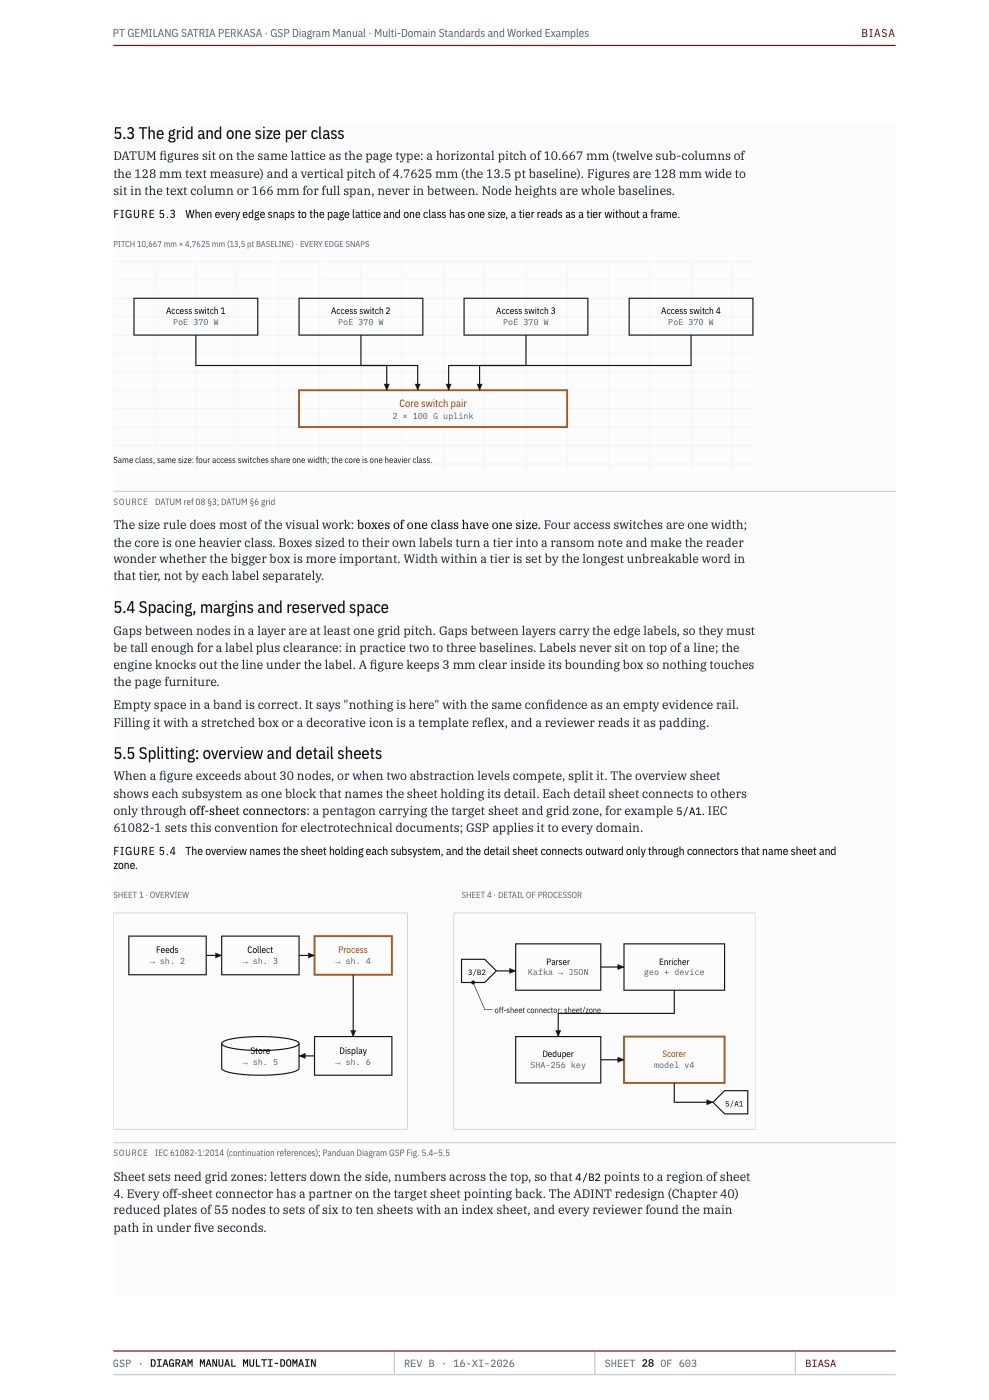 PT GEMILANG SATRIA PERKASA · GSP Diagram Manual · Multi-Domain Standards and Worked Examples
BIASA
5.3 The grid and one size per class
DATUM figures sit on the same lattice as the page type: a horizontal pitch of 10.667 mm (twelve sub-columns of
the 128 mm text measure) and a vertical pitch of 4.7625 mm (the 13.5 pt baseline). Figures are 128 mm wide to
sit in the text column or 166 mm for full span, never in between. Node heights are whole baselines.
FIGURE 5.3 When every edge snaps to the page lattice and one class has one size, a tier reads as a tier without a frame.
PITCH 10,667 mm × 4,7625 mm (13,5 pt BASELINE) · EVERY EDGE SNAPS
Access switch 1
PoE 370 W
Access switch 2
PoE 370 W
Access switch 3
PoE 370 W
Access switch 4
PoE 370 W
Core switch pair
2 × 100 G uplink
Same class, same size: four access switches share one width; the core is one heavier class.
SOURCE DATUM ref 08 §3; DATUM §6 grid
The size rule does most of the visual work: boxes of one class have one size. Four access switches are one width;
the core is one heavier class. Boxes sized to their own labels turn a tier into a ransom note and make the reader
wonder whether the bigger box is more important. Width within a tier is set by the longest unbreakable word in
that tier, not by each label separately.
5.4 Spacing, margins and reserved space
Gaps between nodes in a layer are at least one grid pitch. Gaps between layers carry the edge labels, so they must
be tall enough for a label plus clearance: in practice two to three baselines. Labels never sit on top of a line; the
engine knocks out the line under the label. A figure keeps 3 mm clear inside its bounding box so nothing touches
the page furniture.
Empty space in a band is correct. It says "nothing is here" with the same confidence as an empty evidence rail.
Filling it with a stretched box or a decorative icon is a template reflex, and a reviewer reads it as padding.
5.5 Splitting: overview and detail sheets
When a figure exceeds about 30 nodes, or when two abstraction levels compete, split it. The overview sheet
shows each subsystem as one block that names the sheet holding its detail. Each detail sheet connects to others
only through off-sheet connectors: a pentagon carrying the target sheet and grid zone, for example 5/A1. IEC
61082-1 sets this convention for electrotechnical documents; GSP applies it to every domain.
FIGURE 5.4 The overview names the sheet holding each subsystem, and the detail sheet connects outward only through connectors that name sheet and
zone.
SHEET 1 · OVERVIEW
Feeds
→ sh. 2
Collect
→ sh. 3
Process
→ sh. 4
Store
→ sh. 5
Display
→ sh. 6
SHEET 4 · DETAIL OF PROCESSOR
3/B2
Parser
Kafka → JSON
Enricher
geo + device
off-sheet connector: sheet/zone
Deduper
SHA-256 key
Scorer
model v4
5/A1
SOURCE IEC 61082-1:2014 (continuation references); Panduan Diagram GSP Fig. 5.4–5.5
Sheet sets need grid zones: letters down the side, numbers across the top, so that 4/B2 points to a region of sheet
4. Every off-sheet connector has a partner on the target sheet pointing back. The ADINT redesign (Chapter 40)
reduced plates of 55 nodes to sets of six to ten sheets with an index sheet, and every reviewer found the main
path in under five seconds.
GSP · DIAGRAM MANUAL MULTI-DOMAIN
REV B · 16-XI-2026
SHEET 28 OF 603
BIASA